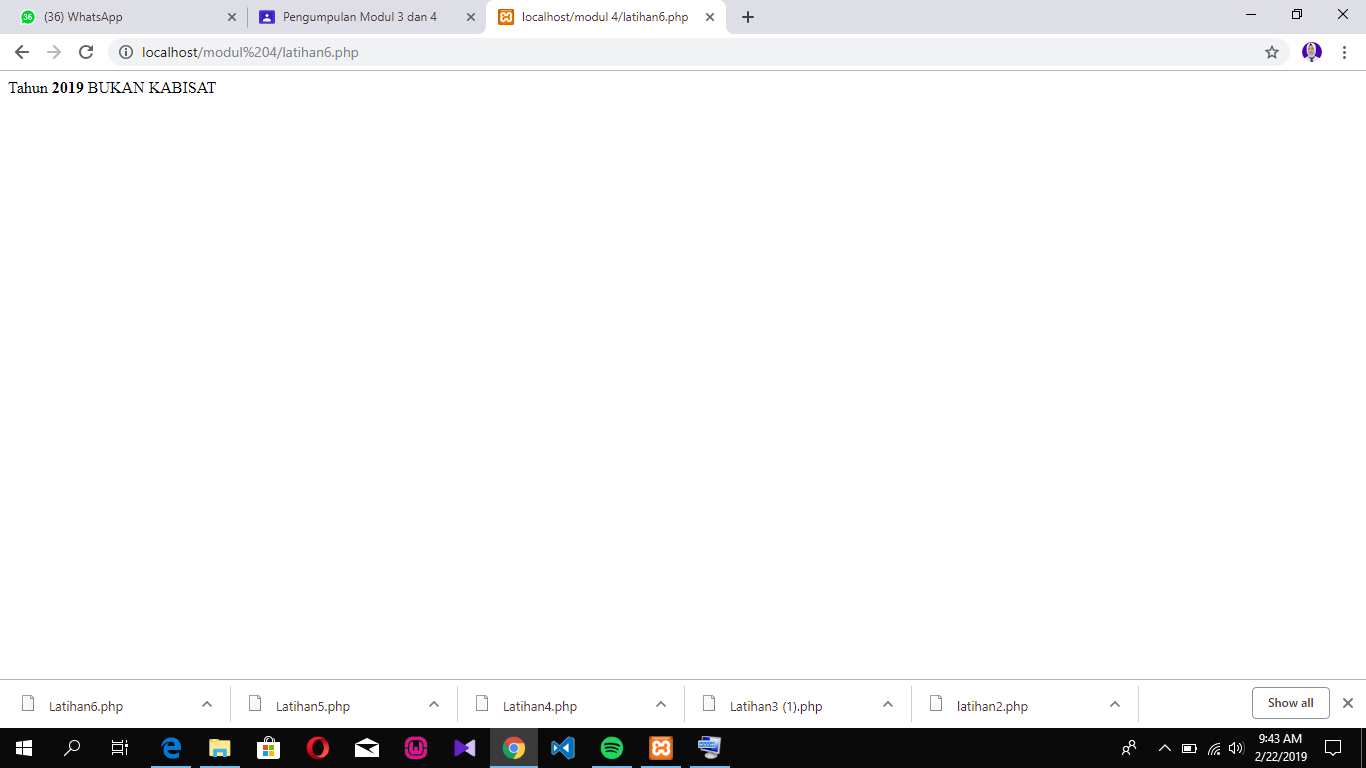 36
(36) WhatsApp
Pengumpulan Modul 3 dan 4
localhost/modul 4/latihan6.php
localhost/modul%204/latihan6.php
Tahun 2019 BUKAN KABISAT
Latihan6.php
Latihan5.php
Latihan4.php
Latihan3 (1).php
latihan2.php
Show all
9:43 AM
2/22/2019